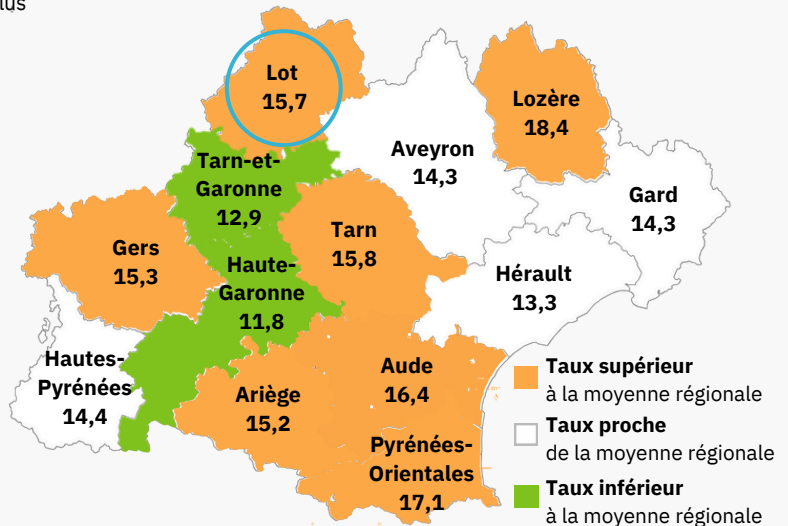 lus
Lot
15,7
Lozère
18,4
Aveyron
14,3
Tarn-et-
Garonne
12,9
Gard
14,3
Tarn
15,8
Gers
15,3
Haute-
Garonne
11,8
Hérault
13,3
Hautes-
Pyrénées
14,4
Ariège
15,2
Aude
16,4
Pyrénées-
Orientales
17,1
Taux supérieur
à la moyenne régionale
Taux proche
de la moyenne régionale
Taux inférieur
à la moyenne régionale